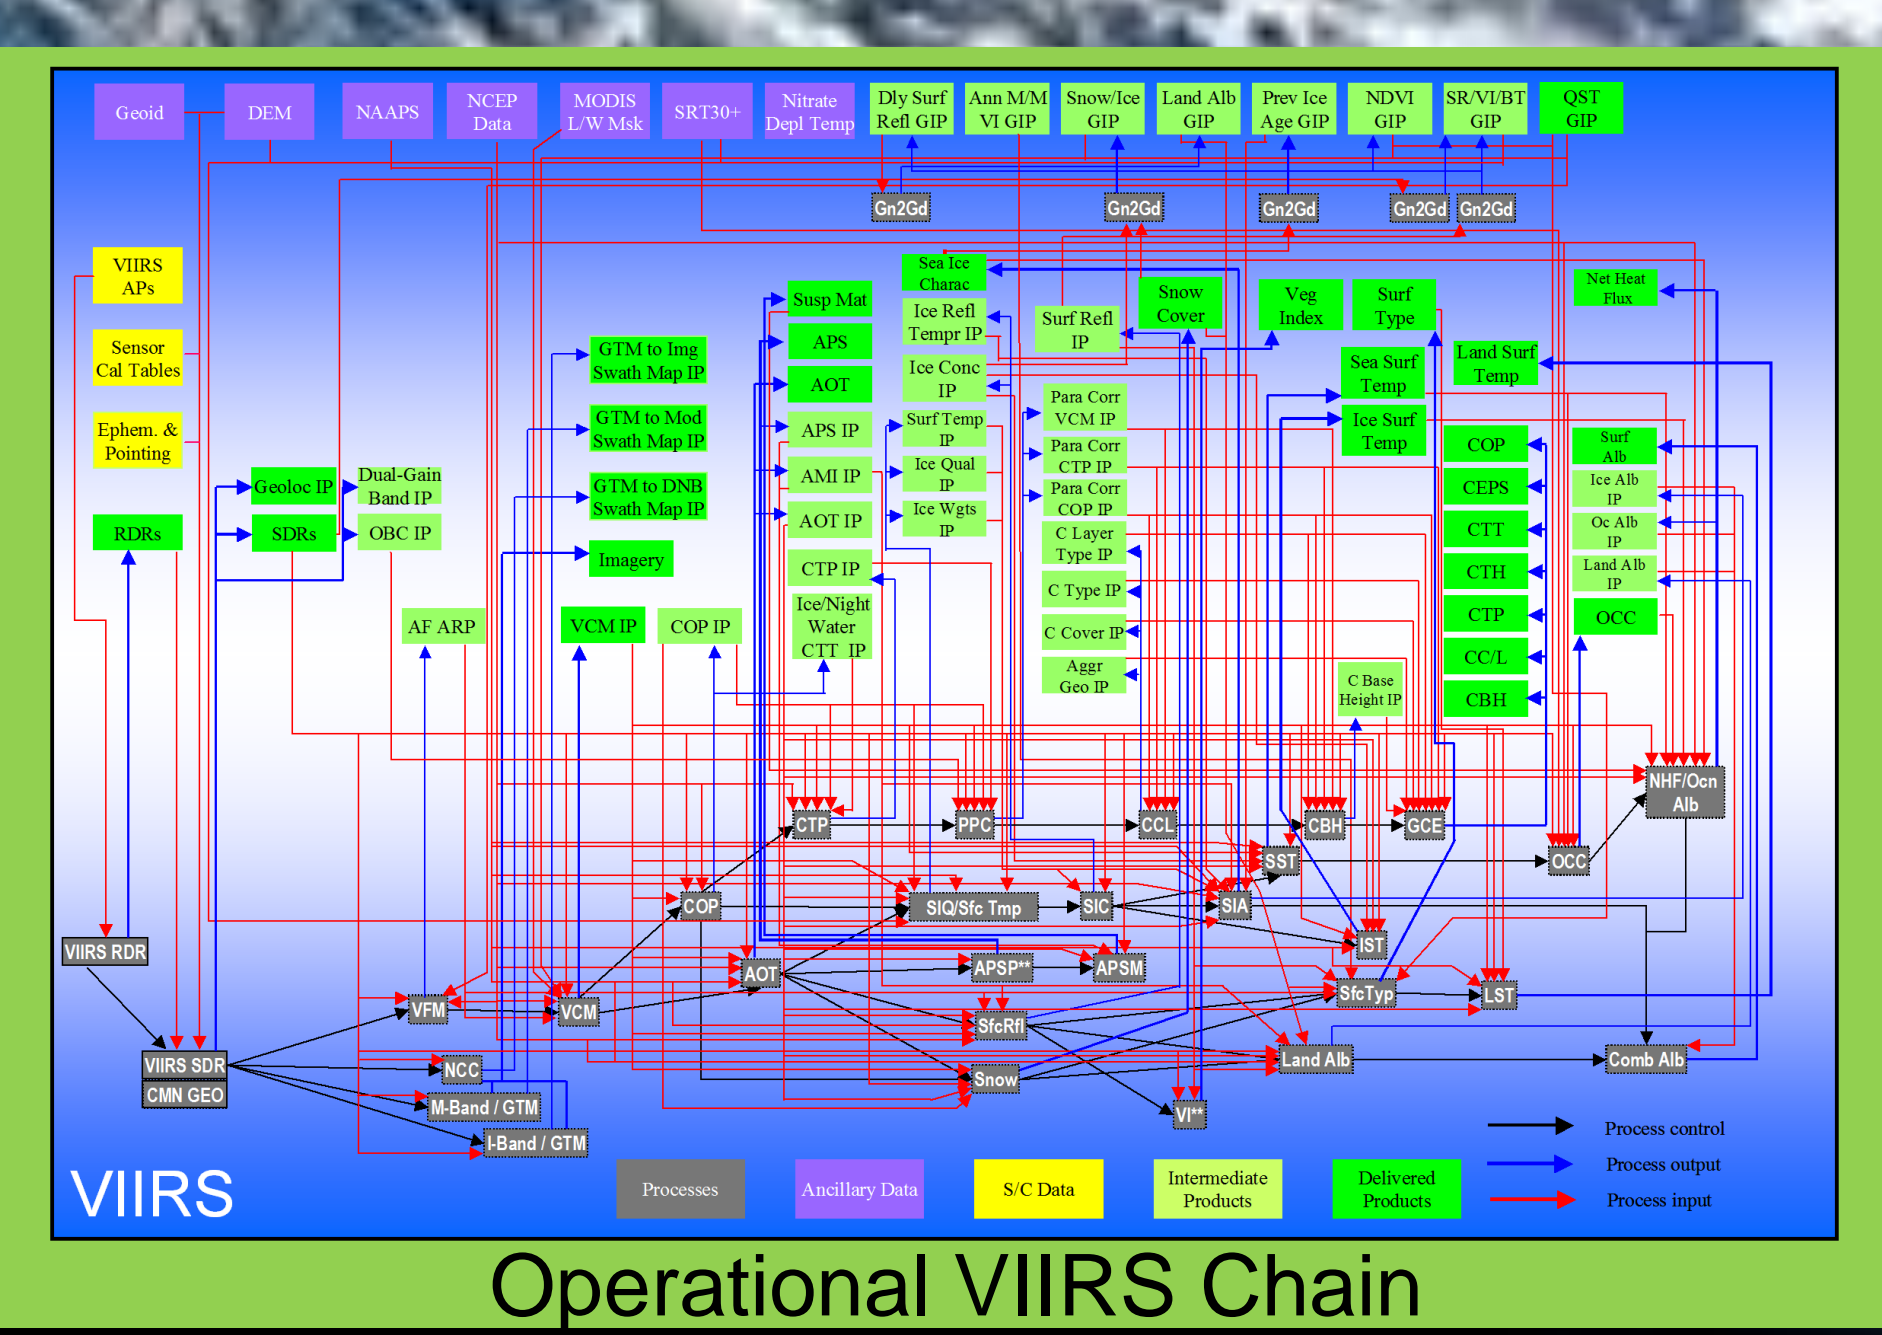 Geoid
DEM
NAAPS
NCEP
Data
MODIS
L/W Msk
SRT30+
Nitrate
Depl Temp
Dly Surf
Refl GIP
Ann M/M
VI GIP
Snow/Ice
GIP
Land Alb
GIP
Prev Ice
Age GIP
NDVI
GIP
SR/VI/BT
GIP
QST
GIP
Gn2Gd
Gn2Gd
Gn2Gd
Gn2Gd
Gn2Gd
VIIRS
APs
Sensor
Cal Tables
Ephem. &
Pointing
RDRs
Geoloc IP
SDRs
Dual-Gain
Band IP
OBC IP
AF ARP
GTM to Img
Swath Map IP
GTM to Mod
Swath Map IP
GTM to DNB
Swath Map IP
Imagery
VCM IP
COP IP
Susp Mat
APS
AOT
APS IP
AMI IP
AOT IP
CTP IP
Ice/Night
Water
CTT IP
Sea Ice
Charac
Ice Refl
Tempr IP
Ice Conc
IP
Surf Temp
IP
Ice Qual
IP
Ice Wgts
IP
Surf Refl
IP
Snow
Cover
Para Corr
VCM IP
Para Corr
CTP IP
Para Corr
COP IP
C Layer
Type IP
C Type IP
C Cover IP
Aggr
Geo IP
Veg
Index
Surf
Type
Sea Surf
Temp
Ice Surf
Temp
Land Surf
Temp
C Base
Height IP
COP
CEPS
CTT
CTH
CTP
CC/L
CBH
Net Heat
Flux
Surf
Alb
Ice Alb
IP
Oc Alb
IP
Land Alb
IP
OCC
NHF/Ocn
Alb
CTP
PPC
CCL
CBH
GCE
SST
OCC
COP
SIQ/Sfc Tmp
SIC
SIA
IST
VIIRS RDR
AOT
APSP**
APSM
SfcTyp
LST
VFM
VCM
SfcRfl
VIIRS SDR
CMN GEO
NCC
Snow
Land Alb
Comb Alb
M-Band / GTM
VI**
I-Band / GTM
Process control
Process output
Process input
VIIRS
Processes
Ancillary Data
S/C Data
Intermediate
Products
Delivered
Products
Operational VIIRS Chain